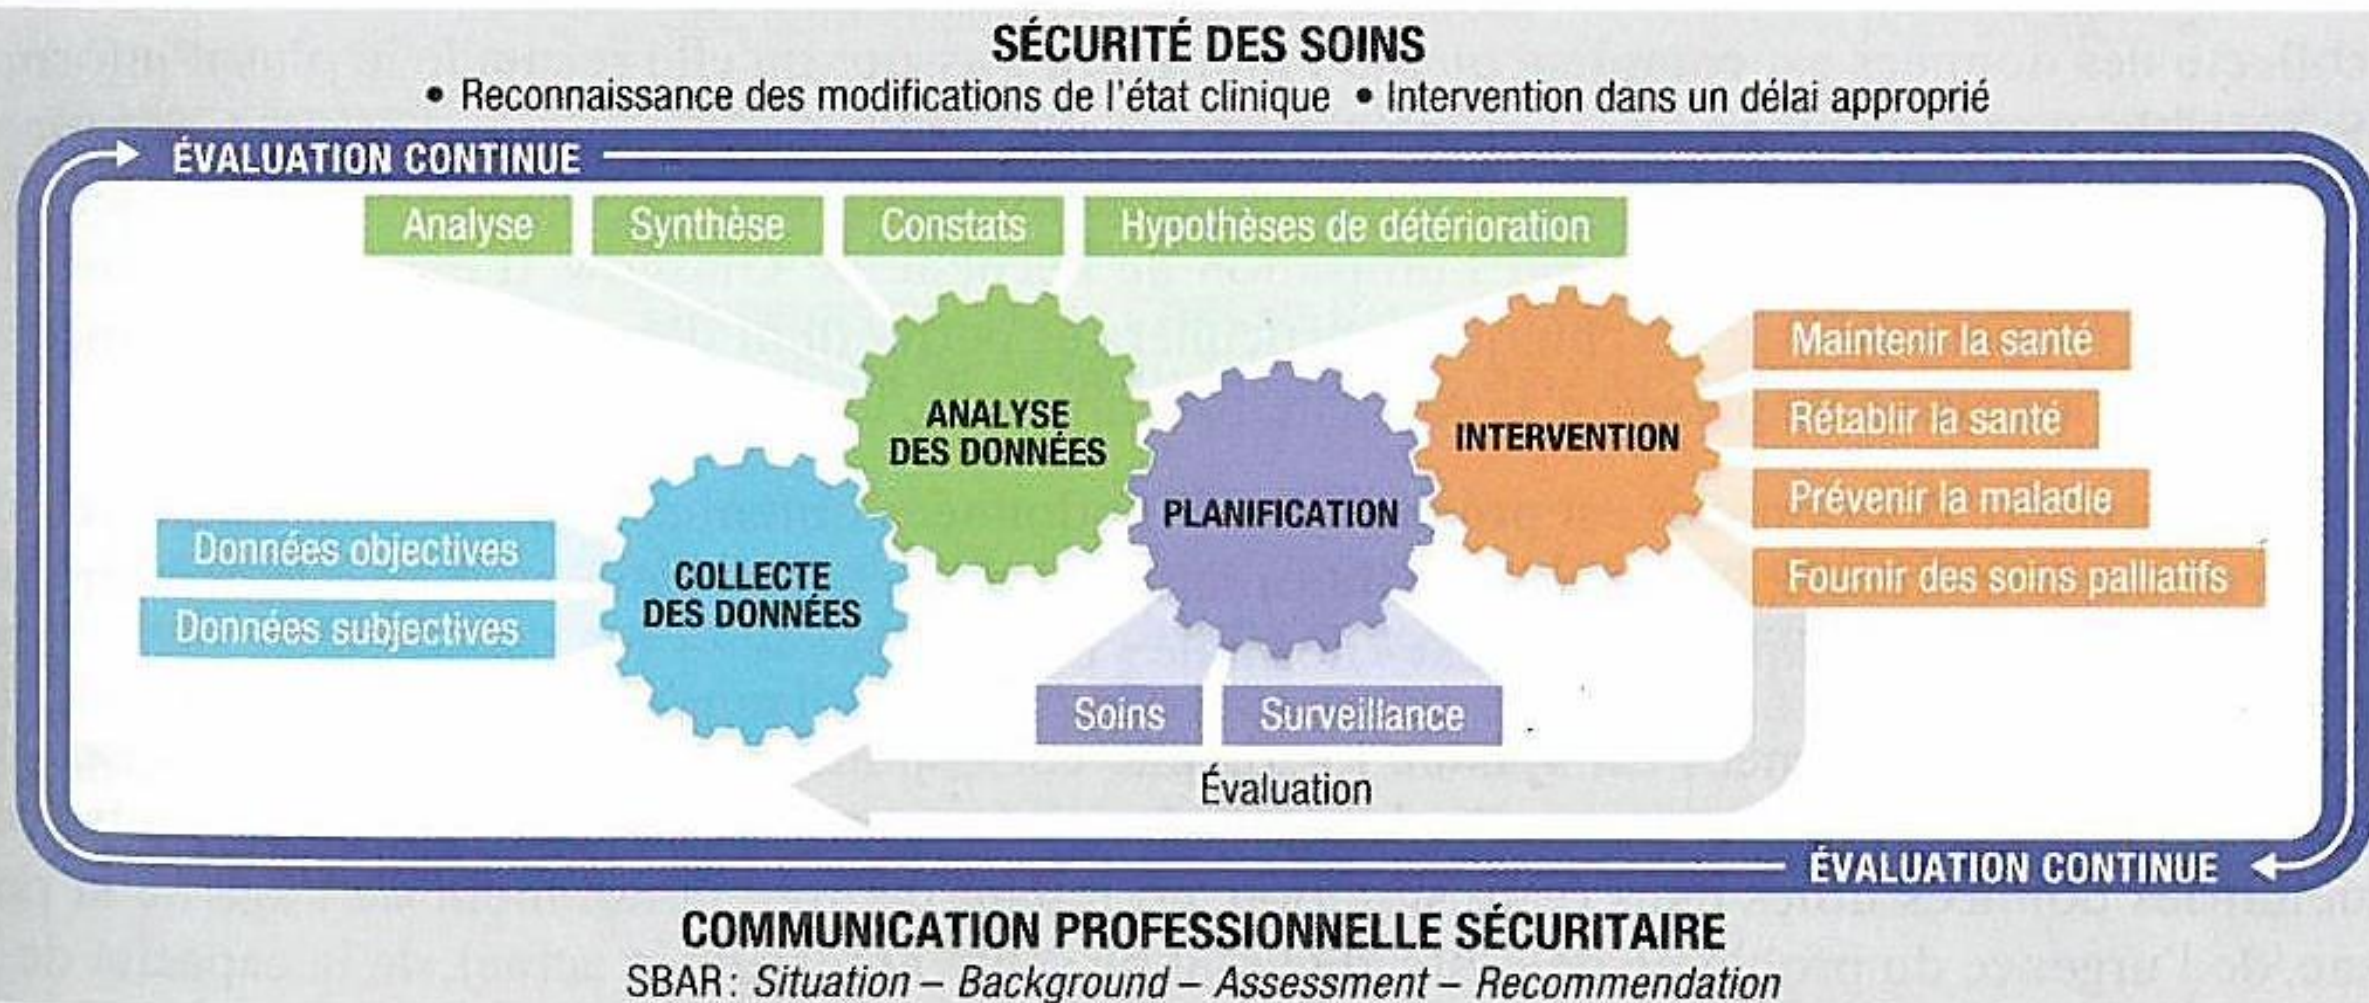 SÉCURITÉ DES SOINS
• Reconnaissance des modifications de l'état clinique • Intervention dans un délai approprié
ÉVALUATION CONTINUE
Analyse
Synthèse
Constats
Hypothèses de détérioration
ANALYSE
DES DONNÉES
INTERVENTION
Maintenir la santé
Rétablir la santé
Prévenir la maladie
Fournir des soins palliatifs
PLANIFICATION
Données objectives
Données subjectives
COLLECTE
DES DONNÉES
Soins
Surveillance
Évaluation
ÉVALUATION CONTINUE
COMMUNICATION PROFESSIONNELLE SÉCURITAIRE
SBAR : Situation – Background – Assessment – Recommendation